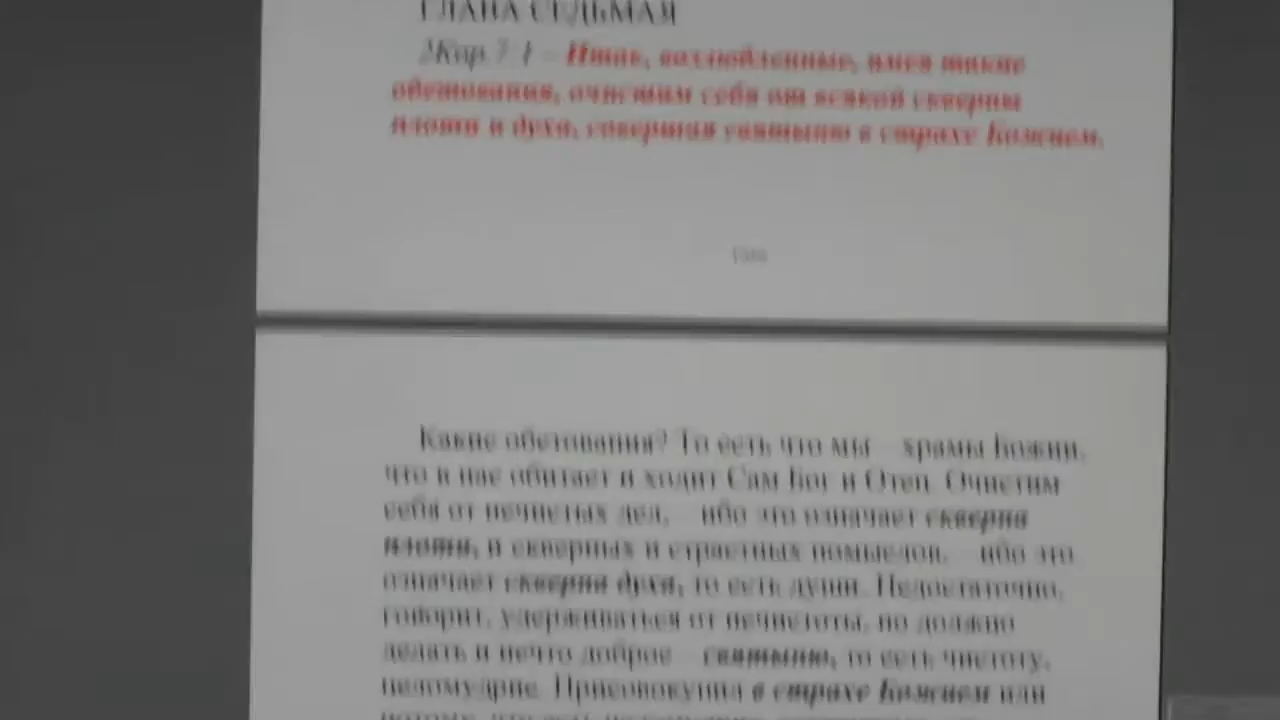 ГЛАВА СЕДЬМАЯ
2Кор.7:1 – Итак, возлюбленные, имея такие
обетования, очистим себя от всякой скверны
плоти и духа, совершая святыню в страхе Божием.
Какие обетования? То есть что мы – храмы Божии,
что в нас обитает и ходит Сам Бог и Отец. Очистим
себя от нечистых дел, – ибо это означает скверна
плоти, и скверных и страстных помыслов, – ибо это
означает скверна духа, то есть души. Недостаточно,
говорит, удерживаться от нечистоты, но должно
делать и нечто доброе – святыню, то есть чистоту,
целомудрие. Присовокупил в страхе Божием или